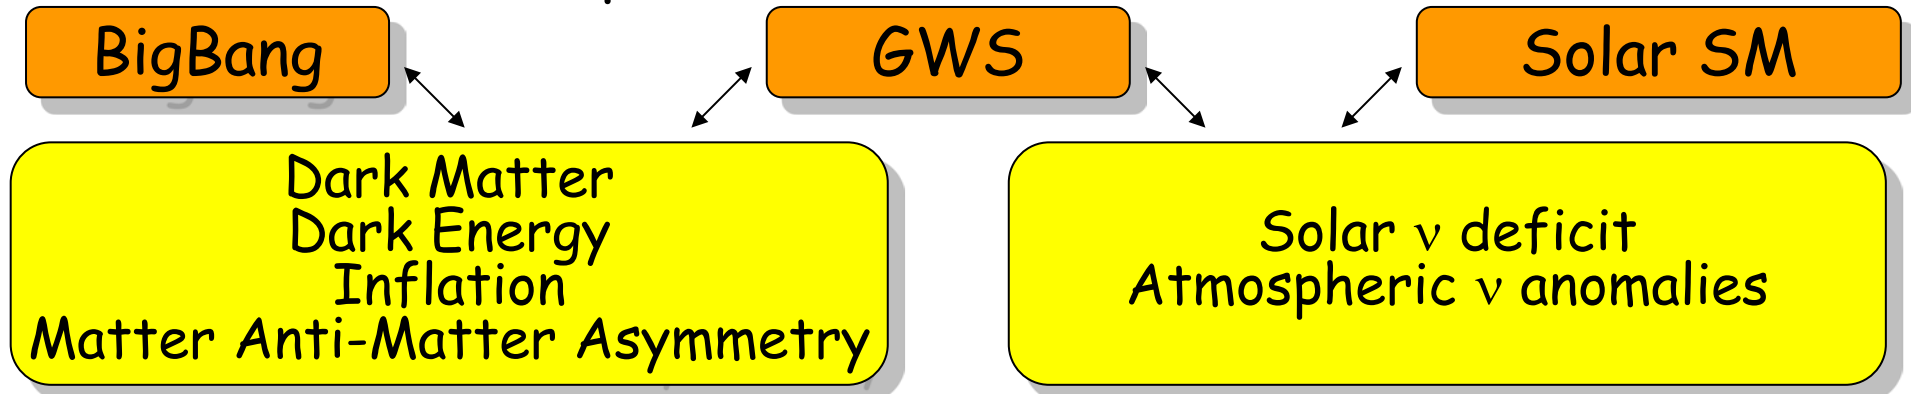 BigBang
GWS
Solar SM
Dark Matter
Dark Energy
Inflation
Matter Anti-Matter Asymmetry
Solar ν deficit
Atmospheric ν anomalies